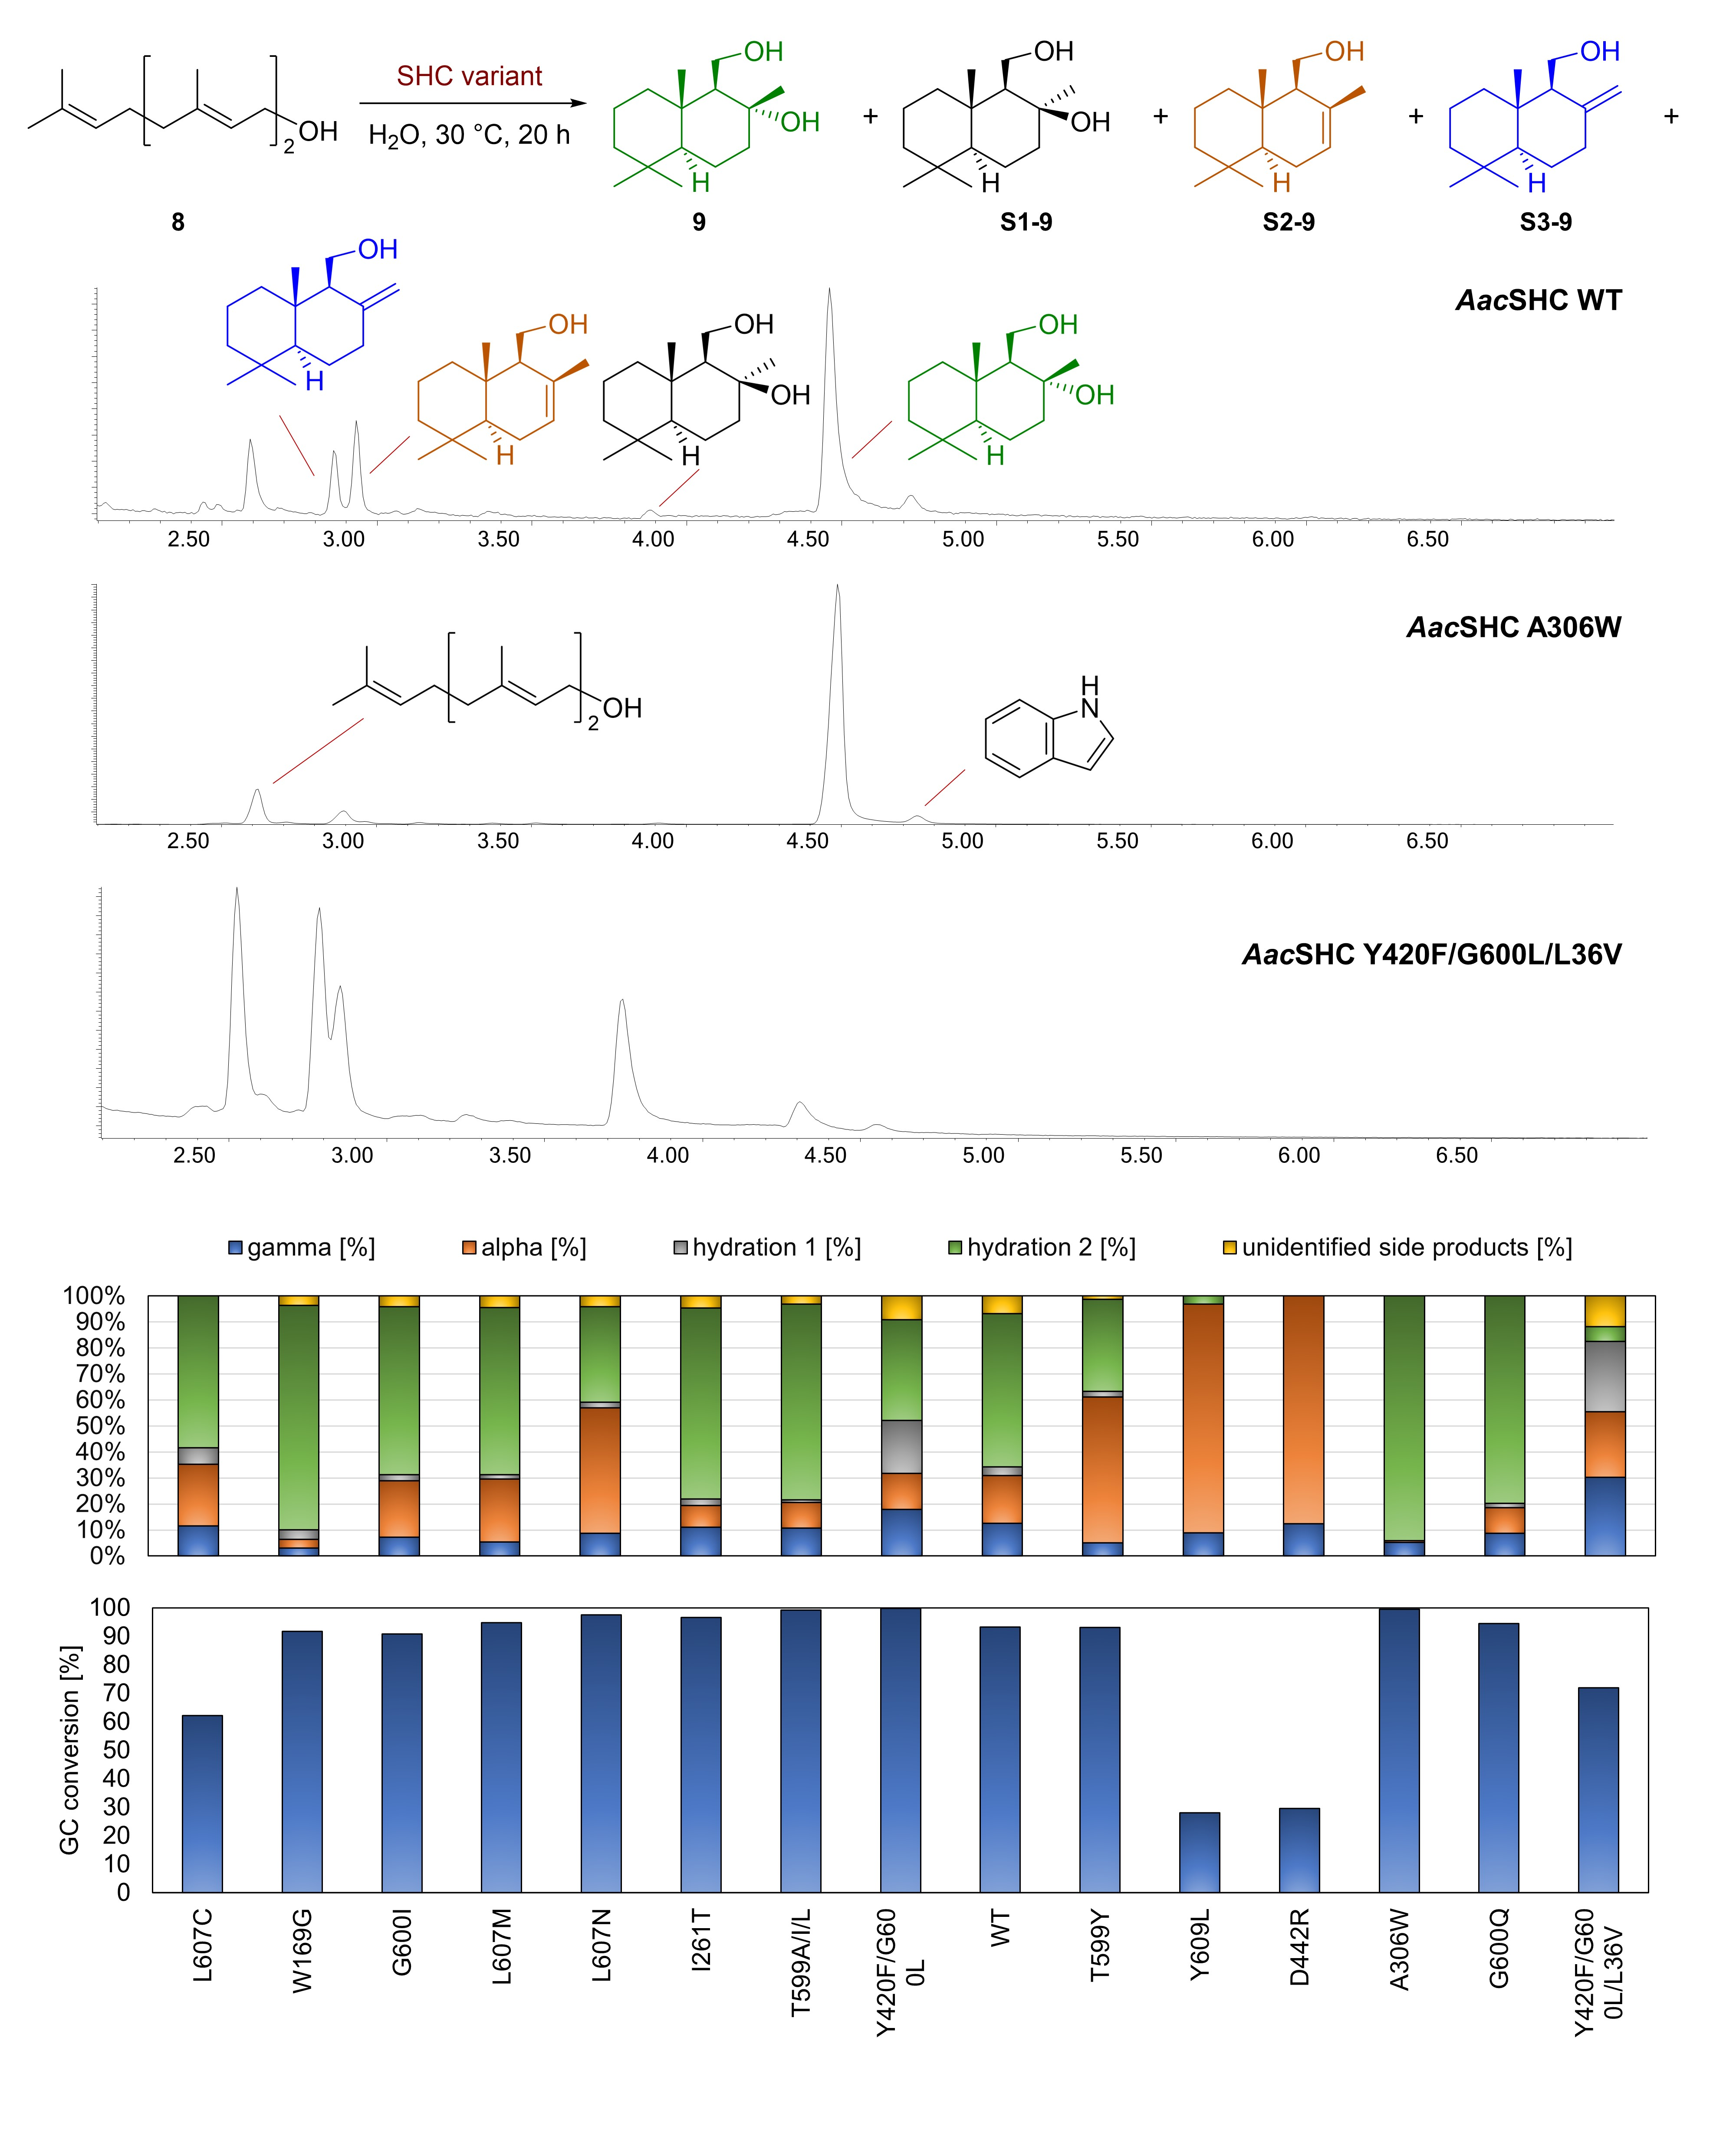 SHC variant
H₂O, 30 °C, 20 h
2 OH
OH
OH
H
+
OH
OH
H
+
OH
H
+
OH
H
+
8
9
S1-9
S2-9
S3-9
AacSHC WT
OH
H
OH
H
OH
OH
H
OH
OH
H
2.50 3.00 3.50 4.00 4.50 5.00 5.50 6.00 6.50
AacSHC A306W
2 OH
H
N
2.50 3.00 3.50 4.00 4.50 5.00 5.50 6.00 6.50
AacSHC Y420F/G600L/L36V
2.50 3.00 3.50 4.00 4.50 5.00 5.50 6.00 6.50
gamma [%] alpha [%] hydration 1 [%] hydration 2 [%] unidentified side products [%]
100%
90%
80%
70%
60%
50%
40%
30%
20%
10%
0%
GC conversion [%]
100
90
80
70
60
50
40
30
20
10
0
L607C
W169G
G600I
L607M
L607N
I261T
T599A/I/L
Y420F/G60
0L
WT
T599Y
Y609L
D442R
A306W
G600Q
Y420F/G60
0L/L36V